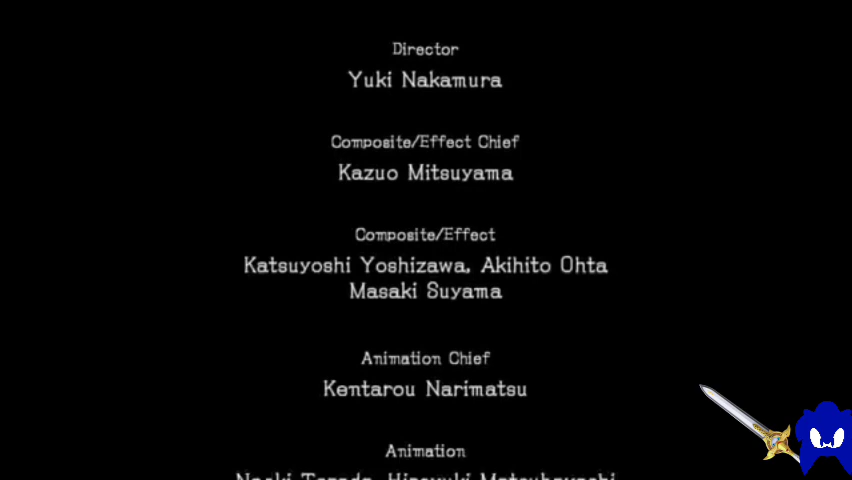 Director
Yuki Nakamura
Composite/Effect Chief
Kazuo Mitsuyama
Composite/Effect
Katsuyoshi Yoshizawa, Akihito Ohta
Masaki Suyama
Animation Chief
Kentarou Narimatsu
Animation